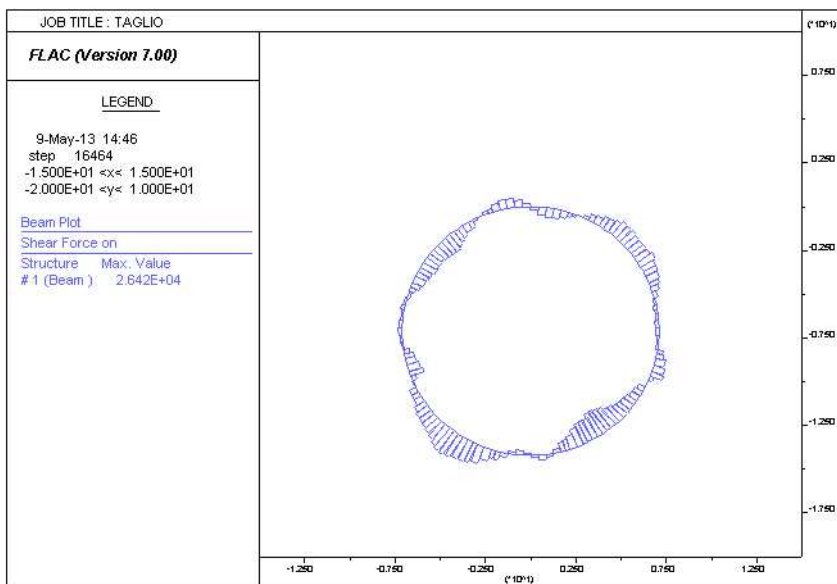 JOB TITLE : TAGLIO
(*10^1)
FLAC (Version 7.00)
LEGEND
9-May-13 14:46
step 16464
-1.500E+01 <x< 1.500E+01
-2.000E+01 <y< 1.000E+01
Beam Plot
Shear Force on
Structure Max. Value
# 1 (Beam ) 2.642E+04
0.750
0.250
-0.250
-0.750
-1.250
-1.750
-1.250 -0.750 -0.250 0.250 0.750 1.250
(*10^1)